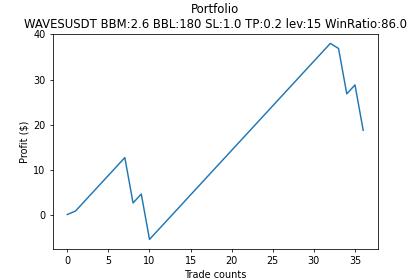 Portfolio
WAVESUSDT BBM:2.6 BBL:180 SL:1.0 TP:0.2 lev:15 WinRatio:86.0
40
30
20
10
0
Profit ($)
0 5 10 15 20 25 30 35
Trade counts